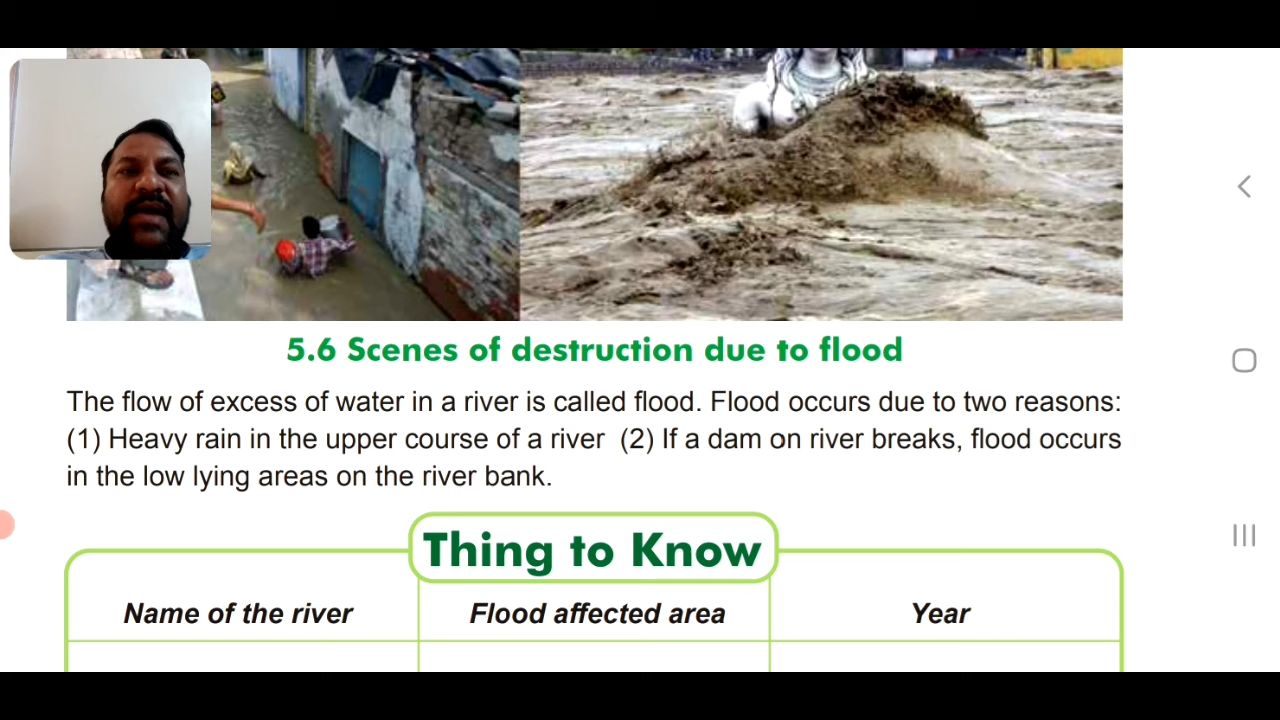 5.6 Scenes of destruction due to flood
The flow of excess of water in a river is called flood. Flood occurs due to two reasons:
(1) Heavy rain in the upper course of a river (2) If a dam on river breaks, flood occurs
in the low lying areas on the river bank.
Thing to Know
Name of the river Flood affected area Year